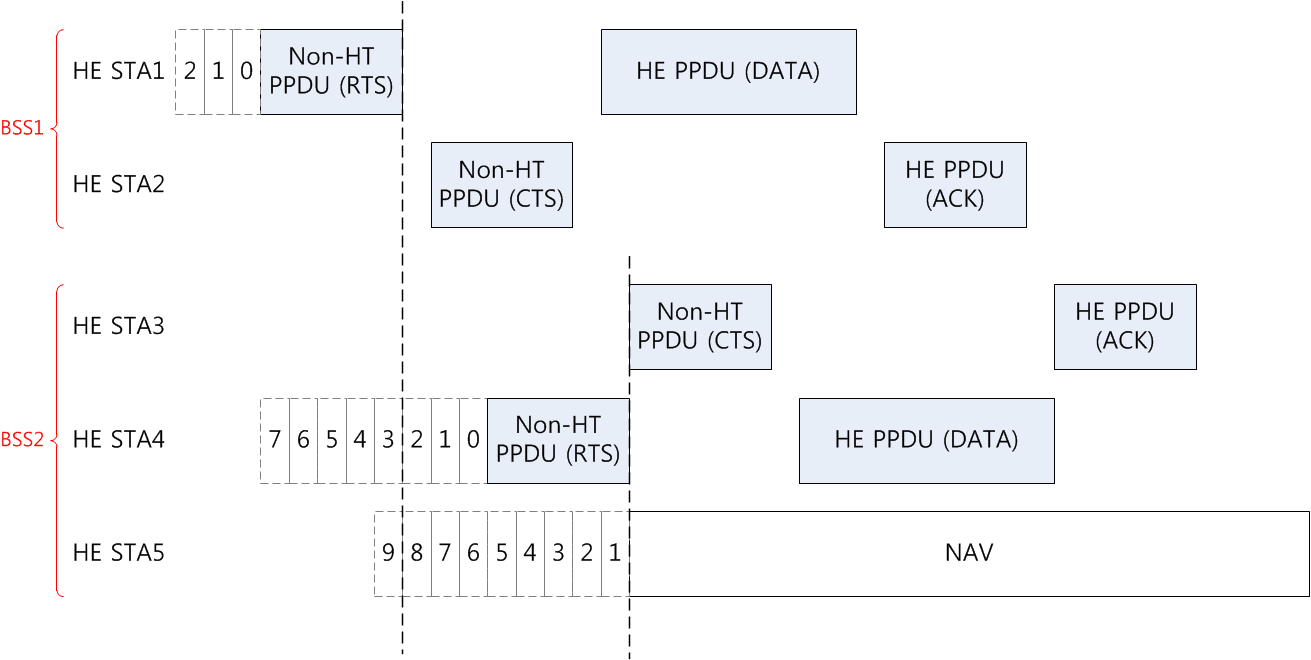 HE STA1 2 1 0 Non-HT PPDU (RTS) HE PPDU (DATA)
BSS1
HE STA2 Non-HT PPDU (CTS) HE PPDU (ACK)
HE STA3 Non-HT PPDU (CTS) HE PPDU (ACK)
BSS2
HE STA4 7 6 5 4 3 2 1 0 Non-HT PPDU (RTS) HE PPDU (DATA)
HE STA5 9 8 7 6 5 4 3 2 1 NAV